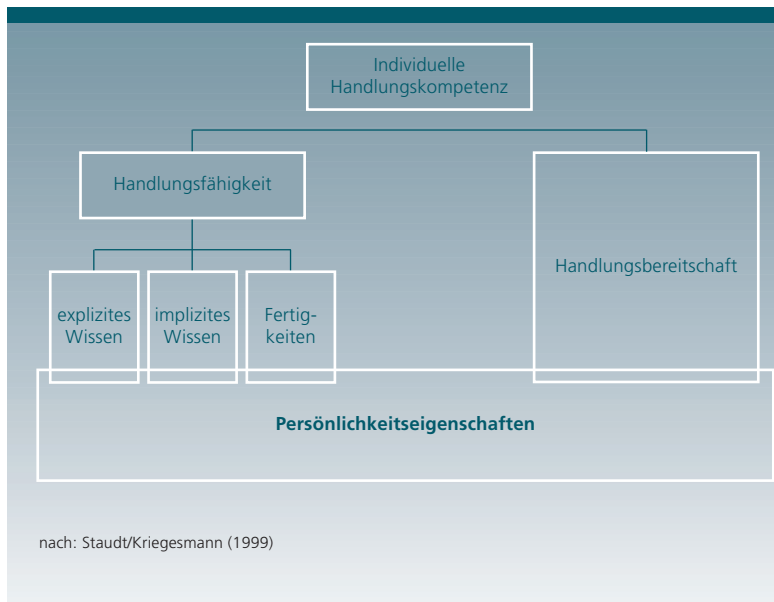 Individuelle
Handlungskompetenz
Handlungsfähigkeit
Handlungsbereitschaft
explizites
Wissen
implizites
Wissen
Fertig-
keiten
Persönlichkeitseigenschaften
nach: Staudt/Kriegesmann (1999)